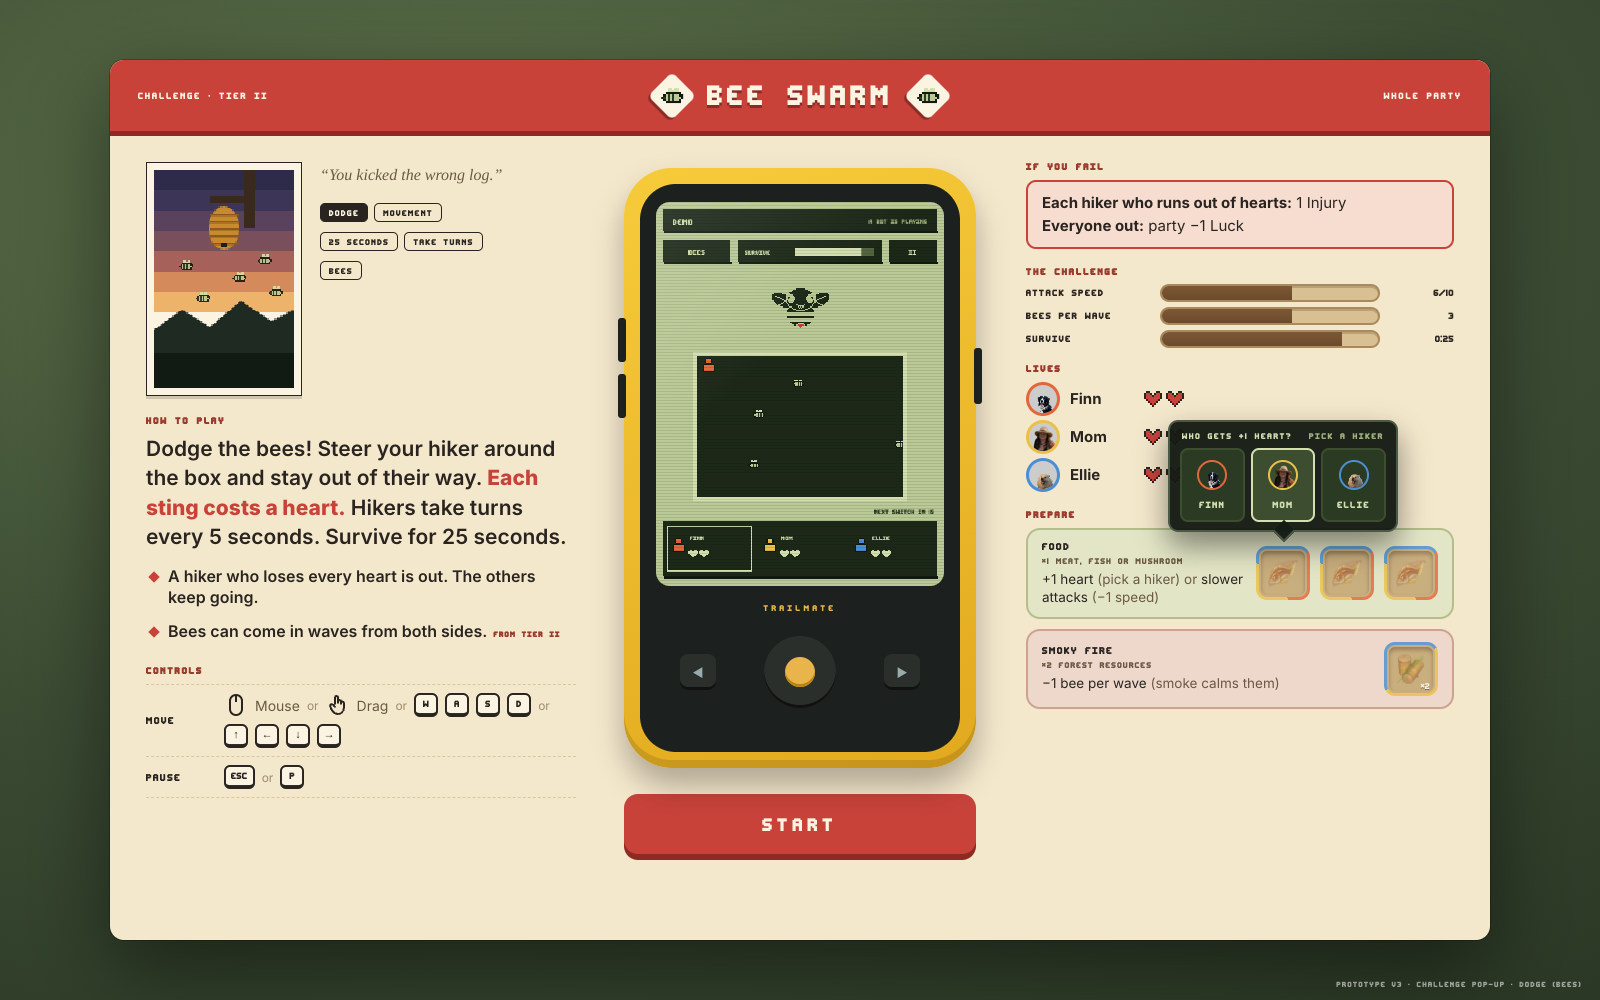 CHALLENGE · TIER II
BEE SWARM
WHOLE PARTY
“You kicked the wrong log.”
DODGE
MOVEMENT
25 SECONDS
TAKE TURNS
BEES
HOW TO PLAY
Dodge the bees! Steer your hiker around
the box and stay out of their way. Each
sting costs a heart. Hikers take turns
every 5 seconds. Survive for 25 seconds.
A hiker who loses every heart is out. The others
keep going.
Bees can come in waves from both sides. FROM TIER II
CONTROLS
MOVE
Mouse or Drag or W A S D or
↑ ← ↓ →
PAUSE
ESC or P
DEMO
A BOT IS PLAYING
BEES
SURVIVE
II
NEXT SWITCH IN 5
FINN
MOM
ELLIE
TRAILMATE
START
IF YOU FAIL
Each hiker who runs out of hearts: 1 Injury
Everyone out: party −1 Luck
THE CHALLENGE
ATTACK SPEED 6/10
BEES PER WAVE 3
SURVIVE 0:25
LIVES
Finn
Mom
Ellie
WHO GETS +1 HEART? PICK A HIKER
FINN
MOM
ELLIE
PREPARE
FOOD
×1 MEAT, FISH OR MUSHROOM
+1 heart (pick a hiker) or slower
attacks (−1 speed)
SMOKY FIRE
×2 FOREST RESOURCES
−1 bee per wave (smoke calms them)
×2
PROTOTYPE V3 · CHALLENGE POP-UP · DODGE (BEES)